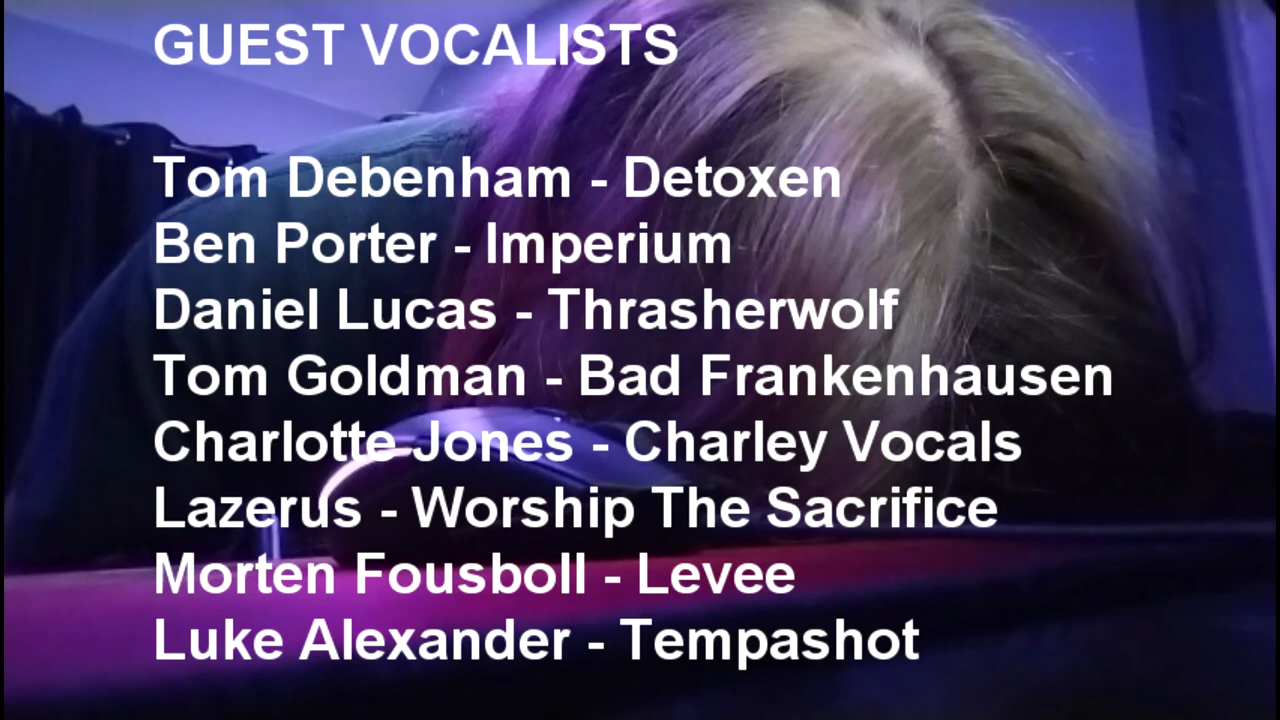 GUEST VOCALISTS
Tom Debenham - Detoxen
Ben Porter - Imperium
Daniel Lucas - Thrasherwolf
Tom Goldman - Bad Frankenhausen
Charlotte Jones - Charley Vocals
Lazerus - Worship The Sacrifice
Morten Fousboll - Levee
Luke Alexander - Tempashot